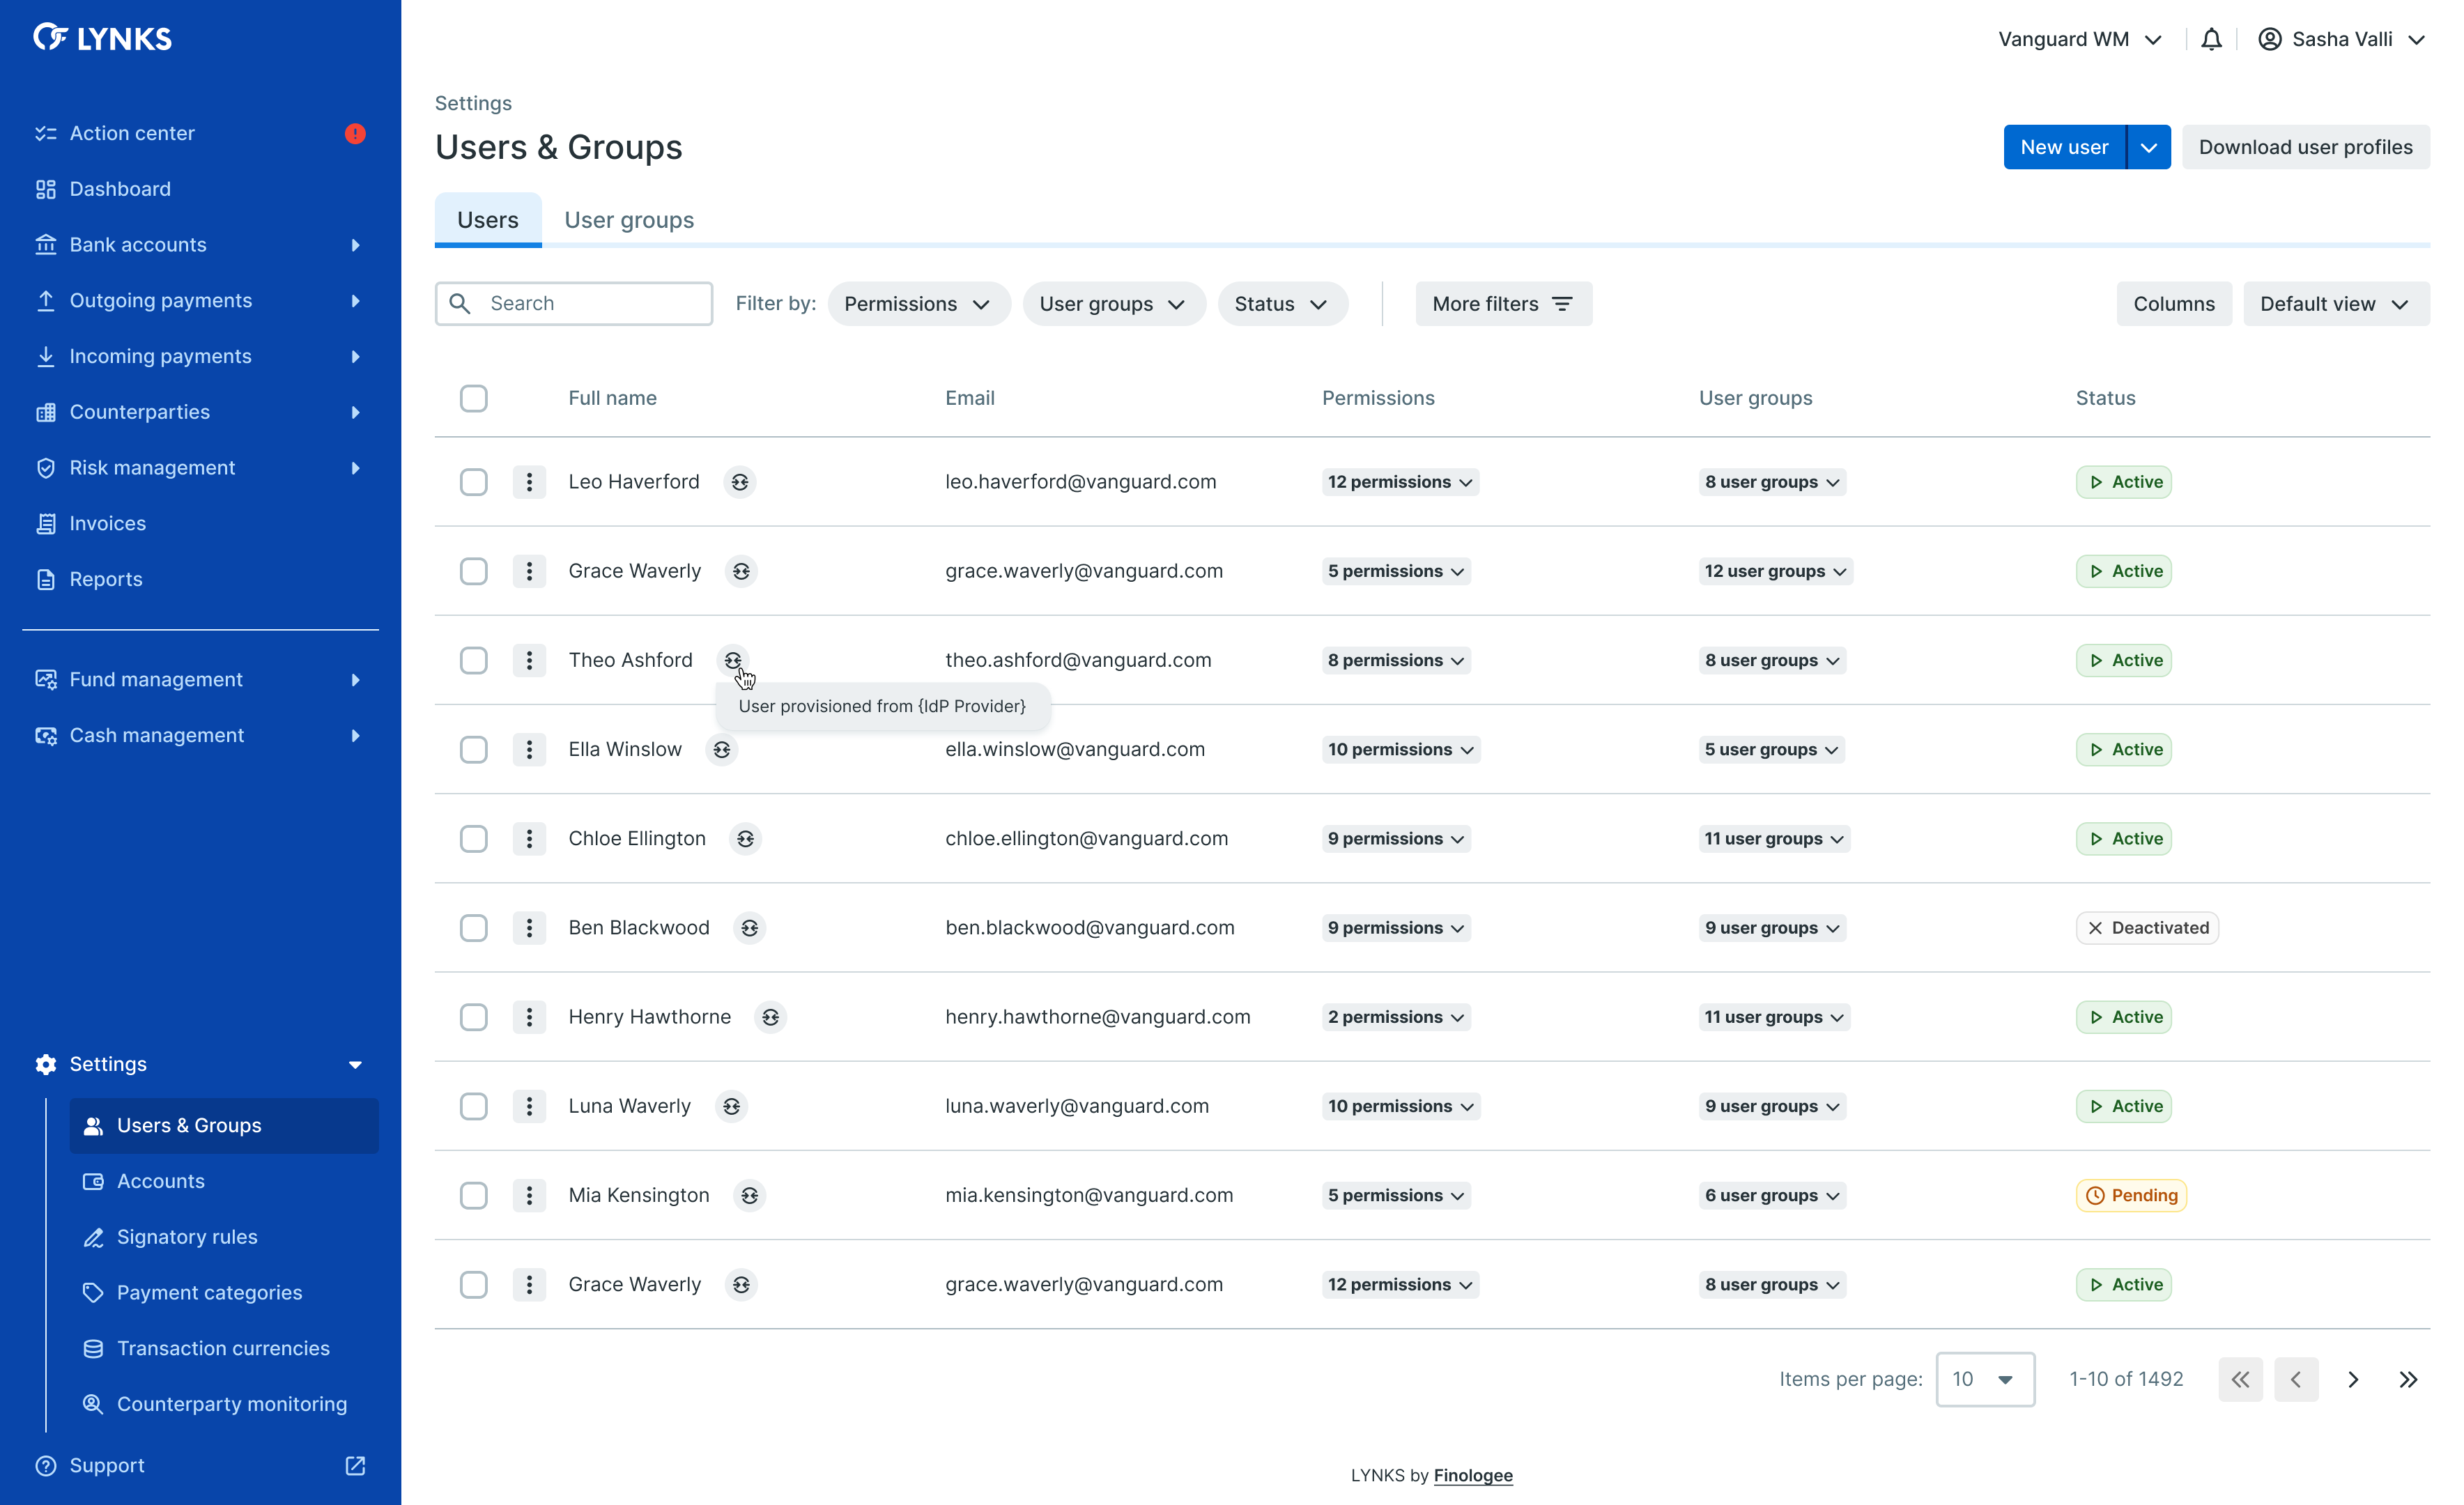 LYNKS
Vanguard WM
Sasha Valli
Action center
Dashboard
Bank accounts
Outgoing payments
Incoming payments
Counterparties
Risk management
Invoices
Reports
Fund management
Cash management
Settings
Users & Groups
Accounts
Signatory rules
Payment categories
Transaction currencies
Counterparty monitoring
Support
Settings
Users & Groups
New user
Download user profiles
Users User groups
Search Filter by: Permissions User groups Status More filters Columns Default view
Full name Email Permissions User groups Status
Leo Haverford leo.haverford@vanguard.com 12 permissions 8 user groups Active
Grace Waverly grace.waverly@vanguard.com 5 permissions 12 user groups Active
Theo Ashford theo.ashford@vanguard.com 8 permissions 8 user groups Active
User provisioned from {IdP Provider}
Ella Winslow ella.winslow@vanguard.com 10 permissions 5 user groups Active
Chloe Ellington chloe.ellington@vanguard.com 9 permissions 11 user groups Active
Ben Blackwood ben.blackwood@vanguard.com 9 permissions 9 user groups Deactivated
Henry Hawthorne henry.hawthorne@vanguard.com 2 permissions 11 user groups Active
Luna Waverly luna.waverly@vanguard.com 10 permissions 9 user groups Active
Mia Kensington mia.kensington@vanguard.com 5 permissions 6 user groups Pending
Grace Waverly grace.waverly@vanguard.com 12 permissions 8 user groups Active
Items per page: 10 1-10 of 1492
LYNKS by Finologee